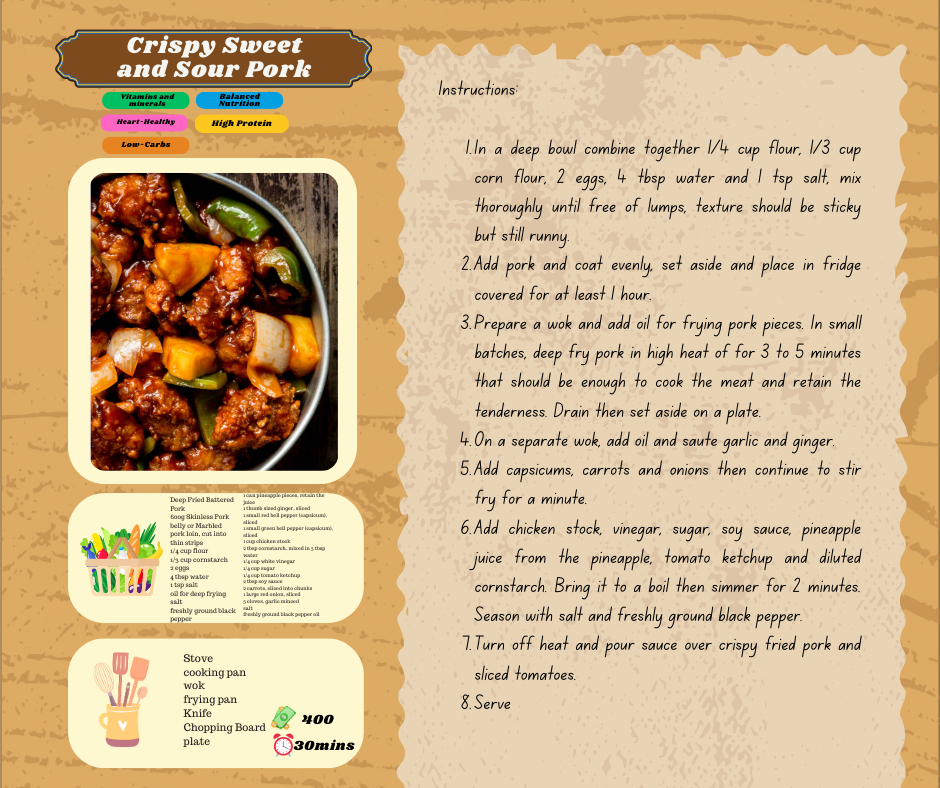 Crispy Sweet
and Sour Pork
Vitamins and
minerals
Balanced
Nutrition
Heart-Healthy
High Protein
Low-Carbs
Deep Fried Battered
Pork
600g Skinless Pork
belly or Marbled
pork loin, cut into
thin strips
1/4 cup flour
1/3 cup cornstarch
2 eggs
4 tbsp water
1 tsp salt
oil for deep frying
salt
freshly ground black
pepper
1 can pineapple pieces, retain the
juice
1 thumb sized ginger, sliced
1 small red bell pepper (capsicum),
sliced
1 small green bell pepper (capsicum),
sliced
1 cup chicken stock
2 tbsp cornstarch, mixed in 3 tbsp
water
1/4 cup white vinegar
1/4 cup sugar
1/4 cup tomato ketchup
2 tbsp soy sauce
2 carrots, sliced into chunks
1 large red onion, sliced
5 cloves, garlic minced
salt
freshly ground black pepper oil
Stove
cooking pan
wok
frying pan
Knife
Chopping Board
plate
400
30mins
Instructions:
1. In a deep bowl combine together 1/4 cup flour, 1/3 cup
corn flour, 2 eggs, 4 tbsp water and 1 tsp salt, mix
thoroughly until free of lumps, texture should be sticky
but still runny.
2. Add pork and coat evenly, set aside and place in fridge
covered for at least 1 hour.
3. Prepare a wok and add oil for frying pork pieces. In small
batches, deep fry pork in high heat of for 3 to 5 minutes
that should be enough to cook the meat and retain the
tenderness. Drain then set aside on a plate.
4. On a separate wok, add oil and saute garlic and ginger.
5. Add capsicums, carrots and onions then continue to stir
fry for a minute.
6. Add chicken stock, vinegar, sugar, soy sauce, pineapple
juice from the pineapple, tomato ketchup and diluted
cornstarch. Bring it to a boil then simmer for 2 minutes.
Season with salt and freshly ground black pepper.
7. Turn off heat and pour sauce over crispy fried pork and
sliced tomatoes.
8. Serve